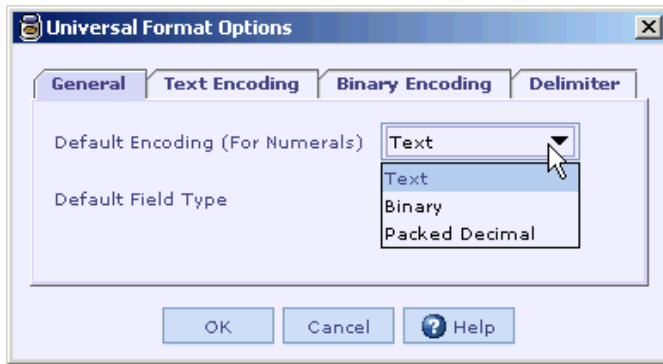 Universal Format Options
General Text Encoding Binary Encoding Delimiter
Default Encoding (For Numerals) Text
Text
Default Field Type
Binary
Packed Decimal
OK Cancel ? Help